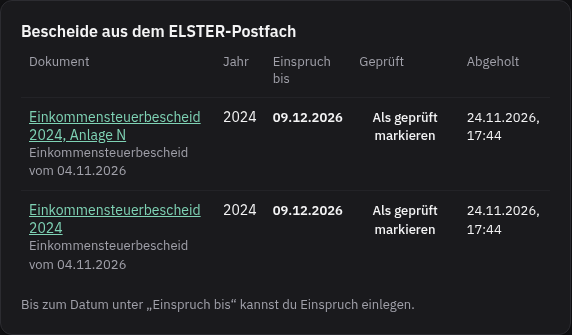 Bescheide aus dem ELSTER-Postfach
Dokument Jahr Einspruch bis Geprüft Abgeholt
Einkommensteuerbescheid 2024 09.12.2026 Als geprüft 24.11.2026,
2024, Anlage N markieren 17:44
Einkommensteuerbescheid
vom 04.11.2026
Einkommensteuerbescheid 2024 09.12.2026 Als geprüft 24.11.2026,
2024 markieren 17:44
Einkommensteuerbescheid
vom 04.11.2026
Bis zum Datum unter „Einspruch bis“ kannst du Einspruch einlegen.